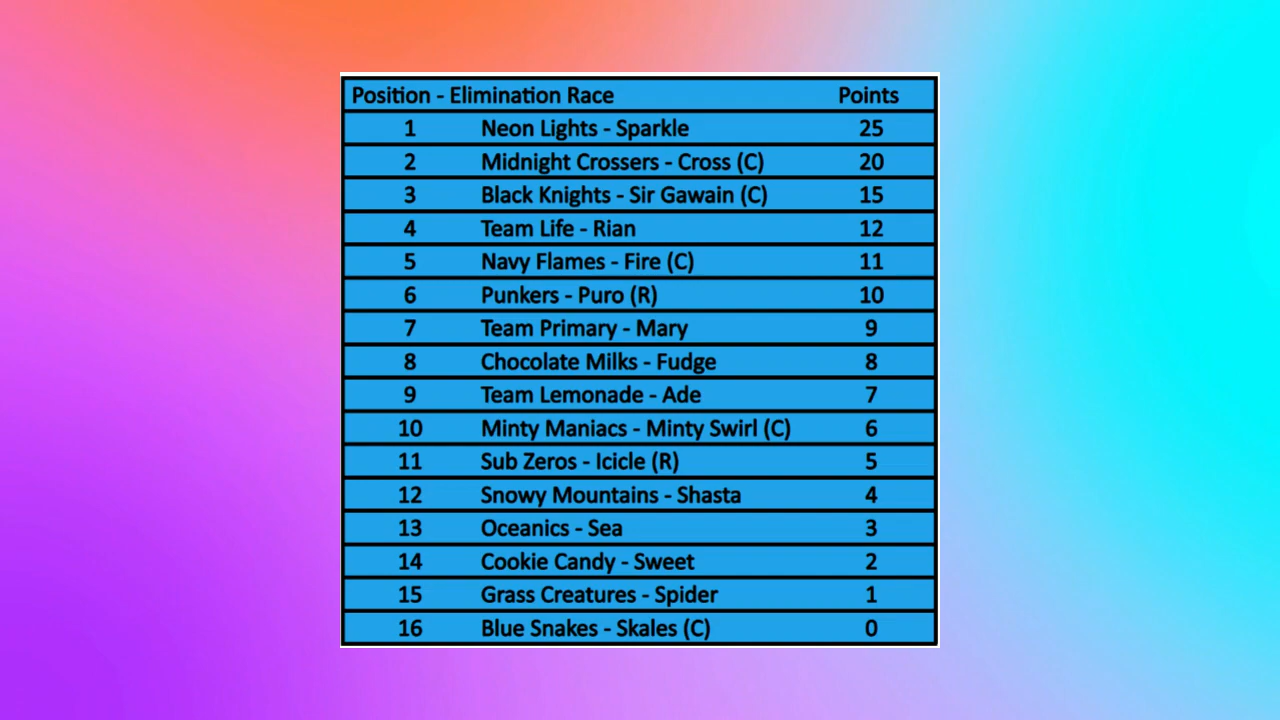 Position - Elimination Race Points
1 Neon Lights - Sparkle 25
2 Midnight Crossers - Cross (C) 20
3 Black Knights - Sir Gawain (C) 15
4 Team Life - Rian 12
5 Navy Flames - Fire (C) 11
6 Punkers - Puro (R) 10
7 Team Primary - Mary 9
8 Chocolate Milks - Fudge 8
9 Team Lemonade - Ade 7
10 Minty Maniacs - Minty Swirl (C) 6
11 Sub Zeros - Icicle (R) 5
12 Snowy Mountains - Shasta 4
13 Oceanics - Sea 3
14 Cookie Candy - Sweet 2
15 Grass Creatures - Spider 1
16 Blue Snakes - Skales (C) 0